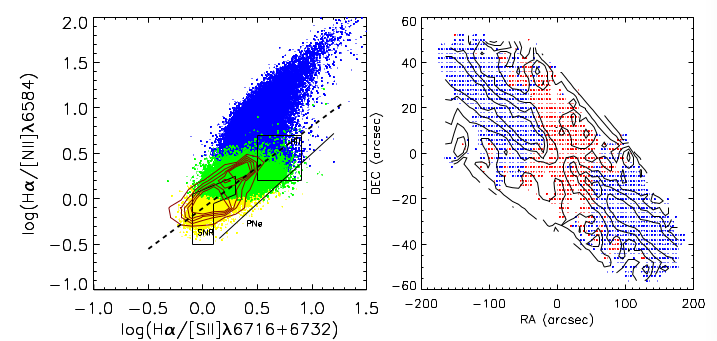 2.0
1.5
1.0
0.5
0.0
−0.5
−1.0
log(Hα/[NII]λ6584)
SNR
PNe
−1.0 −0.5 0.0 0.5 1.0 1.5
log(Hα/[SII]λ6716+6732)
60
40
20
0
−20
−40
−60
DEC (arcsec)
−200 −100 0 100 200
RA (arcsec)